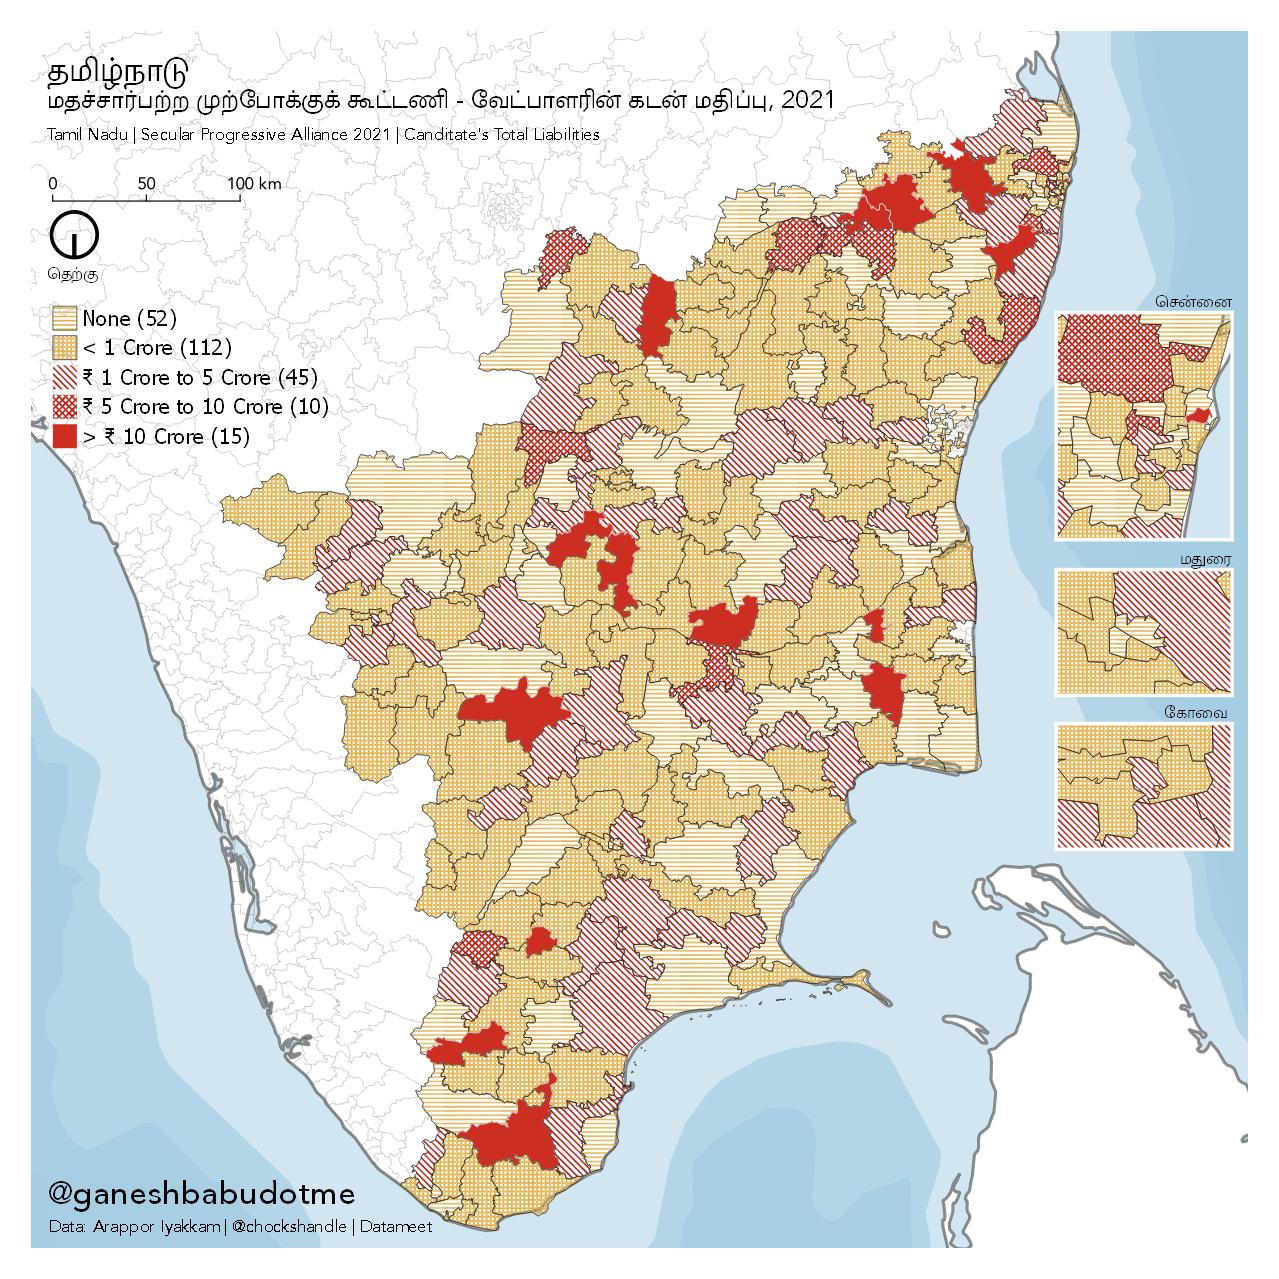 தமிழ்நாடு
மதச்சார்பற்ற முற்போக்குக் கூட்டணி - வேட்பாளரின் கடன் மதிப்பு, 2021
Tamil Nadu | Secular Progressive Alliance 2021 | Canditate's Total Liabilities
0 50 100 km
தெற்கு
None (52)
< 1 Crore (112)
₹ 1 Crore to 5 Crore (45)
₹ 5 Crore to 10 Crore (10)
> ₹ 10 Crore (15)
சென்னை
மதுரை
கோவை
@ganeshbabudotme
Data: Arappor Iyakkam | @chockshandle | Datameet